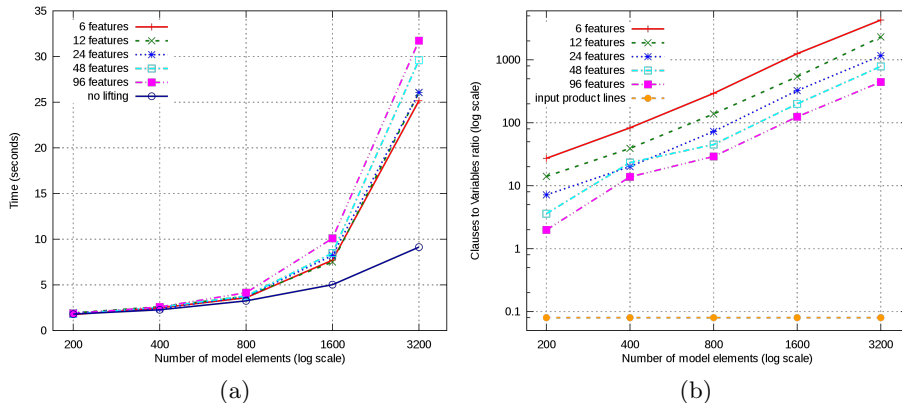 35
30
25
20
15
10
5
0
Time (seconds)
6 features
12 features
24 features
48 features
96 features
no lifting
200 400 800 1600 3200
Number of model elements (log scale)
(a)
1000
100
10
1
0.1
Clauses to Variables ratio (log scale)
6 features
12 features
24 features
48 features
96 features
input product lines
200 400 800 1600 3200
Number of model elements (log scale)
(b)